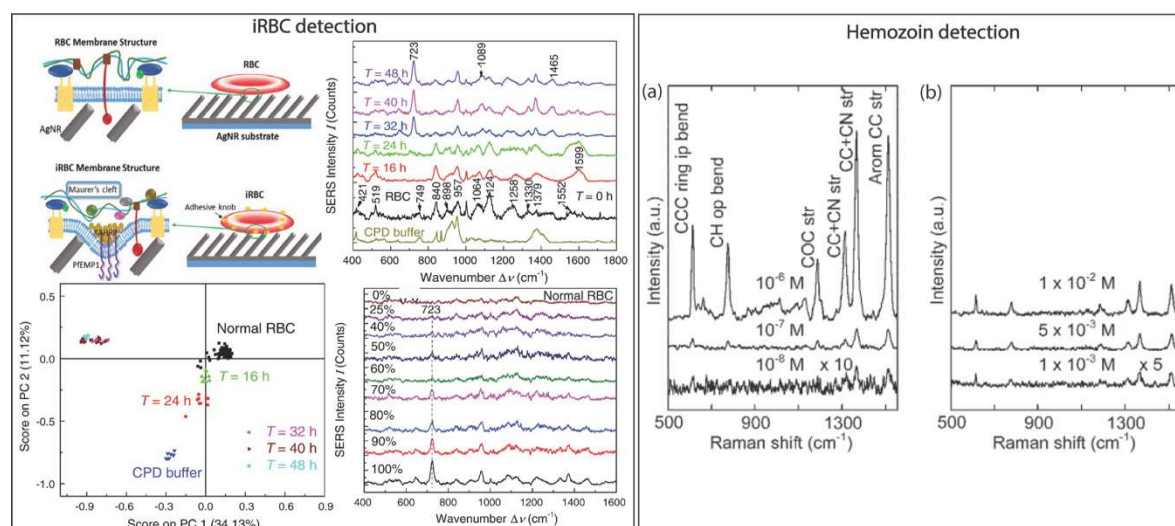 iRBC detection
RBC Membrane Structure
RBC
AgNR
AgNR substrate
iRBC Membrane Structure
Maurer's cleft
iRBC
Adhesive knob
KAHRP
PfEMP1
AgNR substrate
SERS Intensity I (Counts)
723
1089
1465
T = 48 h
T = 40 h
T = 32 h
T = 24 h
1599
T = 16 h
421
519
749
840
898
957
1064
1124
1258
1330
1379
1552
T = 0 h
RBC
CPD buffer
400 600 800 1000 1200 1400 1600
Wavenumber Δν (cm⁻¹)
Score on PC 2 (11.12%)
0.5
0.0
-0.5
-1.0
Normal RBC
T = 16 h
T = 24 h
T = 32 h
T = 40 h
T = 48 h
CPD buffer
-0.9 -0.6 -0.3 0.0 0.3 0.6 0.9
Score on PC 1 (34.13%)
SERS Intensity I (Counts)
0%
Normal RBC
25%
723
40%
50%
60%
70%
80%
90%
100%
400 600 800 1000 1200 1400 1600
Wavenumber Δν (cm⁻¹)
Hemozoin detection
(a)
Intensity (a.u.)
CCC ring ip bend
CH op bend
COC str
CC+CN str
CC+CN str
Arom CC str
10⁻⁶ M
10⁻⁷ M
10⁻⁸ M x 10
500 900 1300
Raman shift (cm⁻¹)
(b)
Intensity (a.u.)
1 x 10⁻² M
5 x 10⁻³ M
1 x 10⁻³ M x 5
500 900 1300
Raman shift (cm⁻¹)